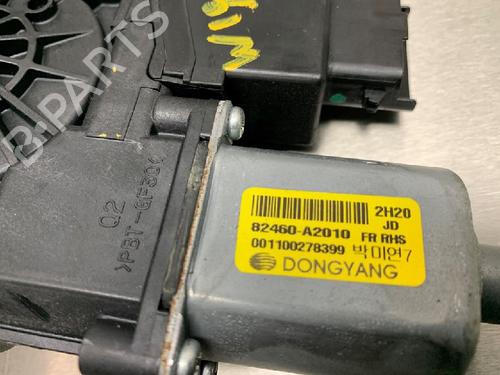 B-PARTS
Q2
>PBT-GF30<
2H20
JD
82460-A2010 FR RHS
001100278399 박미연7
DONGYANG